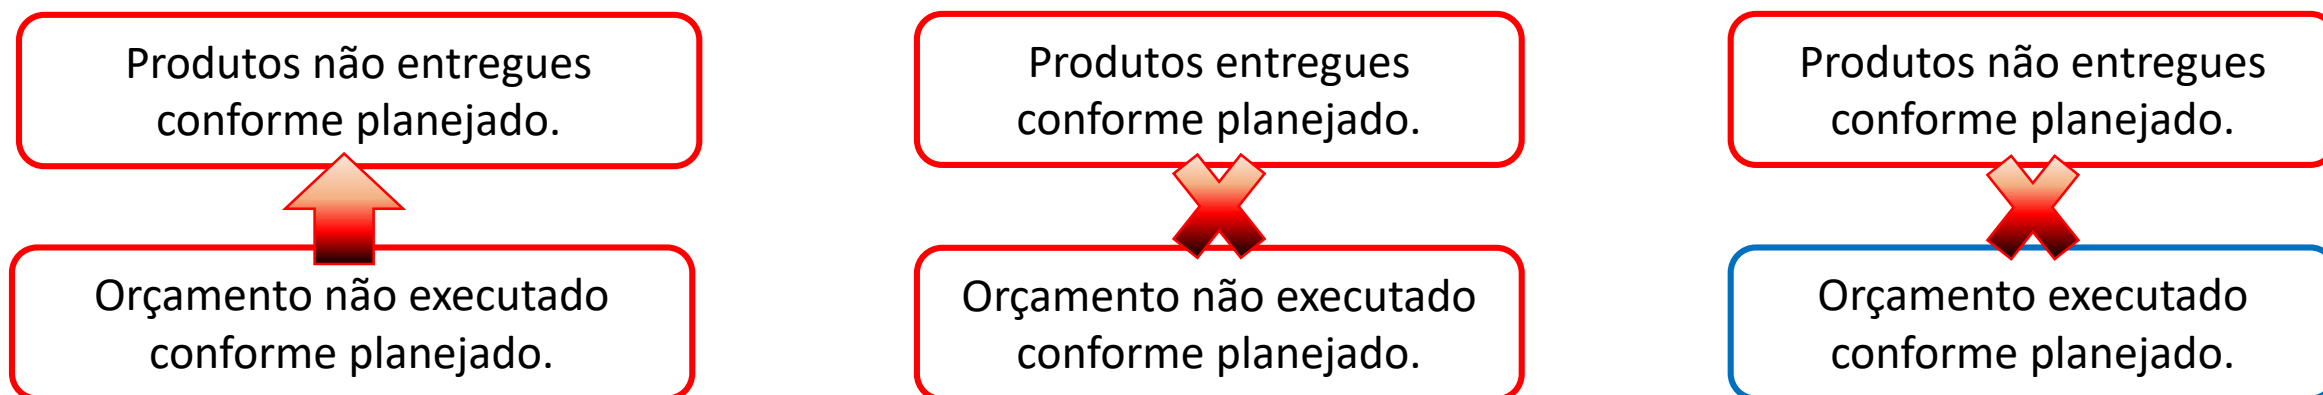 Produtos não entregues
conforme planejado.
Orçamento não executado
conforme planejado.
Produtos entregues
conforme planejado.
Orçamento não executado
conforme planejado.
Produtos não entregues
conforme planejado.
Orçamento executado
conforme planejado.